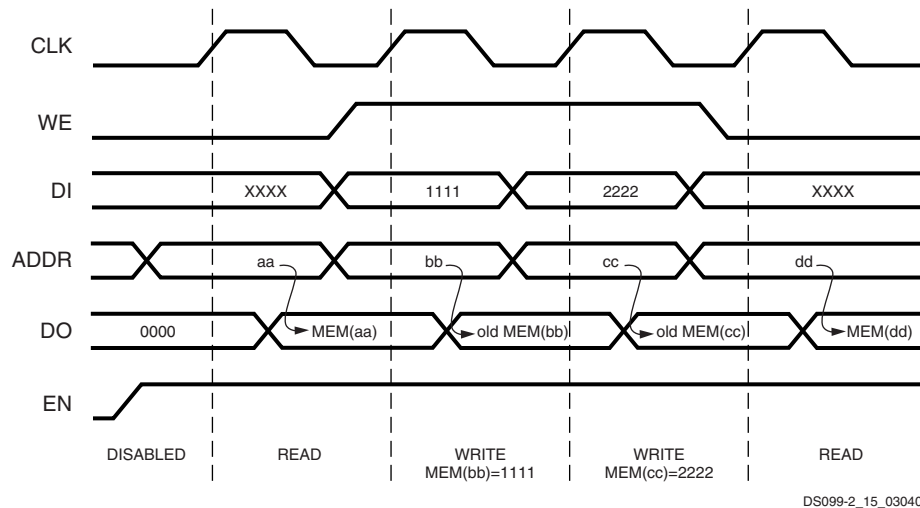 CLK
WE
DI
XXXX 1111 2222 XXXX
ADDR
aa bb cc dd
DO
0000 MEM(aa) old MEM(bb) old MEM(cc) MEM(dd)
EN
DISABLED READ WRITE WRITE READ
MEM(bb)=1111 MEM(cc)=2222
DS099-2_15_03040